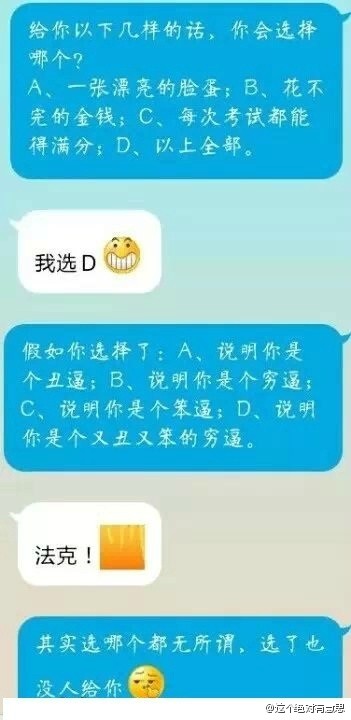 给你以下几样的话，你会选择
哪个？
A、一张漂亮的脸蛋；B、花不
完的金钱；C、每次考试都能
得满分；D、以上全部。
我选D
假如你选择了：A、说明你是
个丑逼；B、说明你是个穷逼；
C、说明你是个笨逼；D、说明
你是个又丑又笨的穷逼。
法克！
其实选哪个都无所谓，选了也
没人给你
@这个绝对有意思